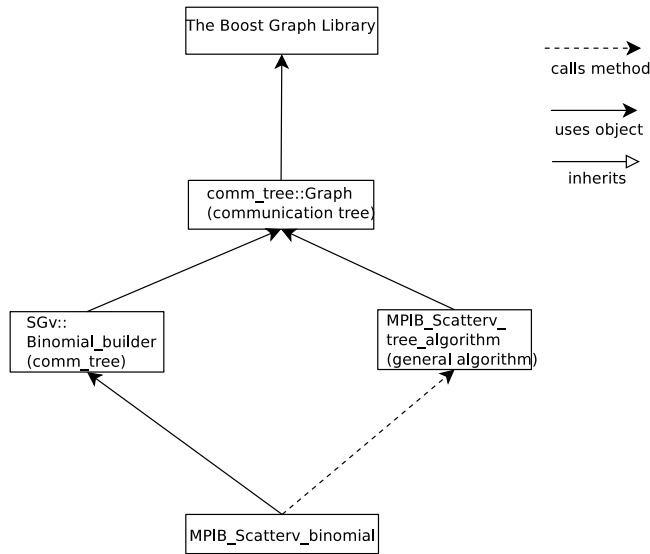 The Boost Graph Library
calls method
uses object
inherits
comm_tree::Graph
(communication tree)
SGv::
Binomial_builder
(comm_tree)
MPIB_Scatterv_
tree_algorithm
(general algorithm)
MPIB_Scatterv_binomial